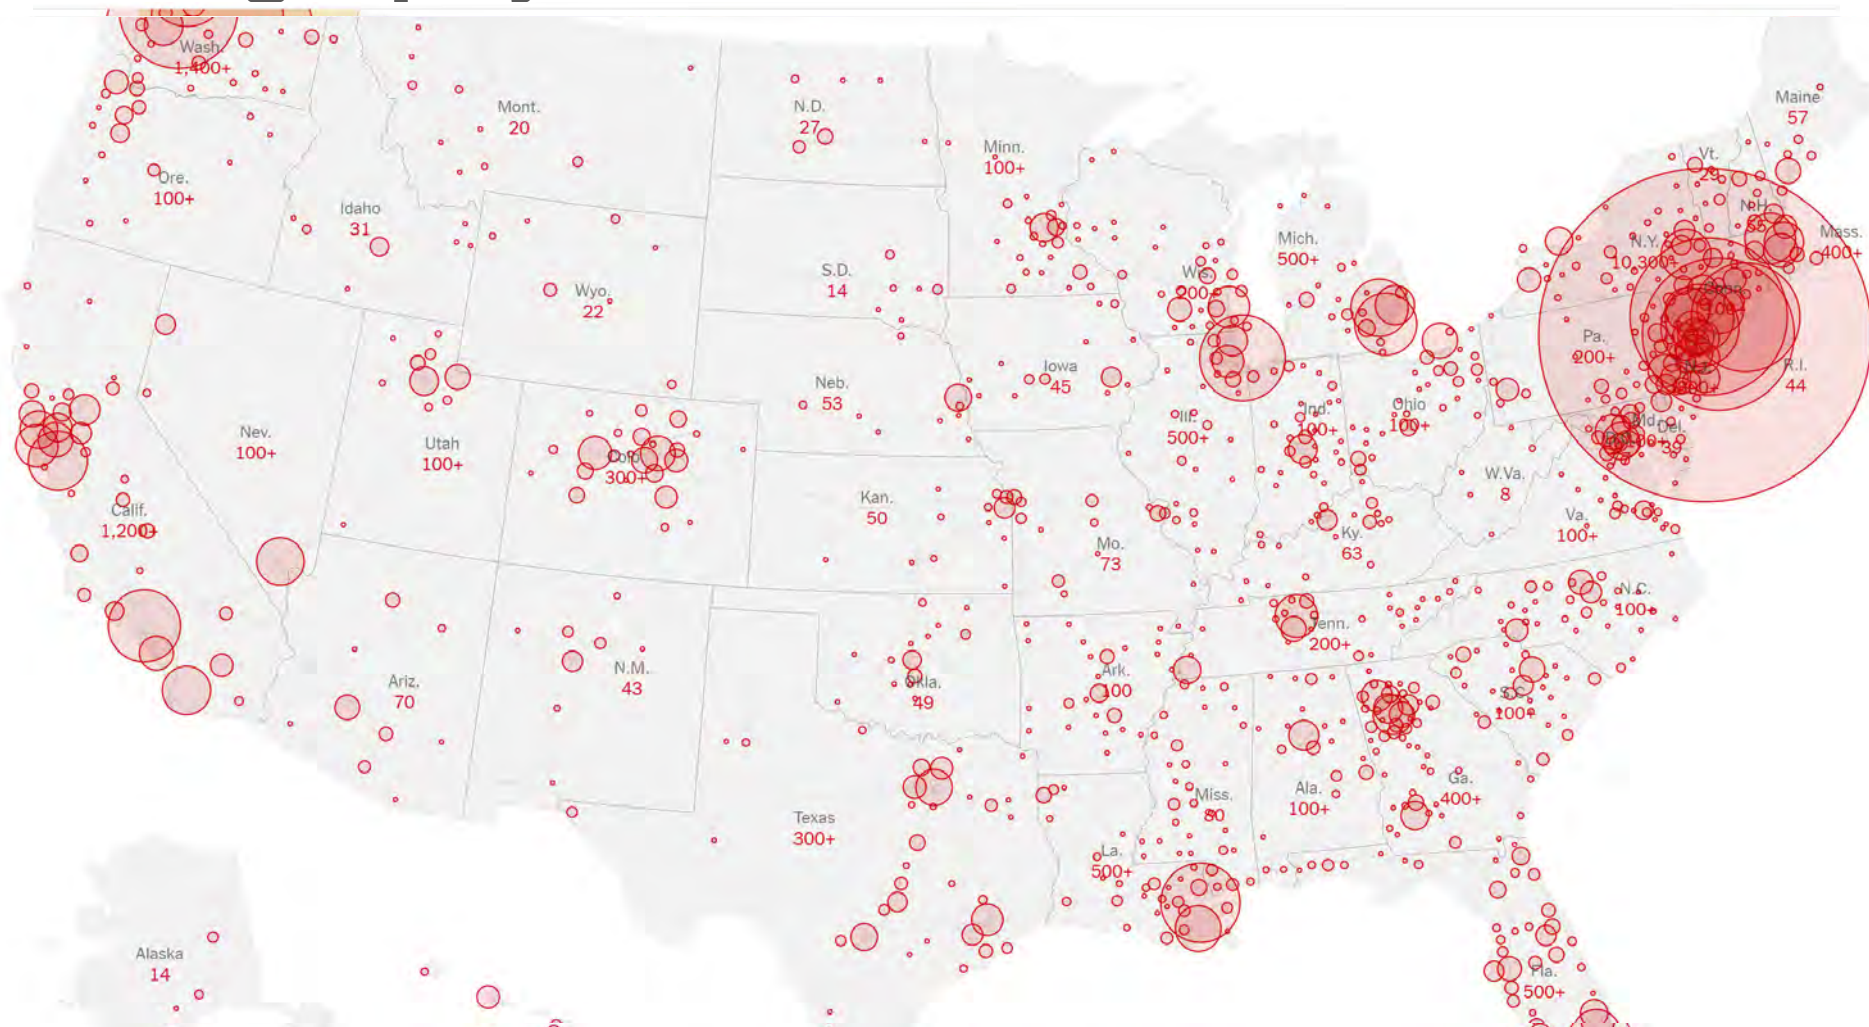 Wash.
1,400+
Mont.
20
N.D.
27
Minn.
100+
Maine
57
Ore.
100+
Idaho
31
Vt.
29
N.H.
Mass.
400+
N.Y.
10,300+
Mich.
500+
Wis.
200+
S.D.
14
Wyo.
22
Pa.
200+
R.I.
44
Iowa
45
Neb.
53
Ill.
500+
Ind.
100+
Ohio
100+
Nev.
100+
Utah
100+
Colo.
300+
Md.
Del.
39
W.Va.
8
Kan.
50
Calif.
1,200+
Va.
100+
Mo.
73
Ky.
63
N.C.
100+
Tenn.
200+
Ariz.
70
N.M.
43
Okla.
49
Ark.
100
S.C.
100+
Texas
300+
Miss.
80
Ala.
100+
Ga.
400+
La.
500+
Alaska
14
Fla.
500+